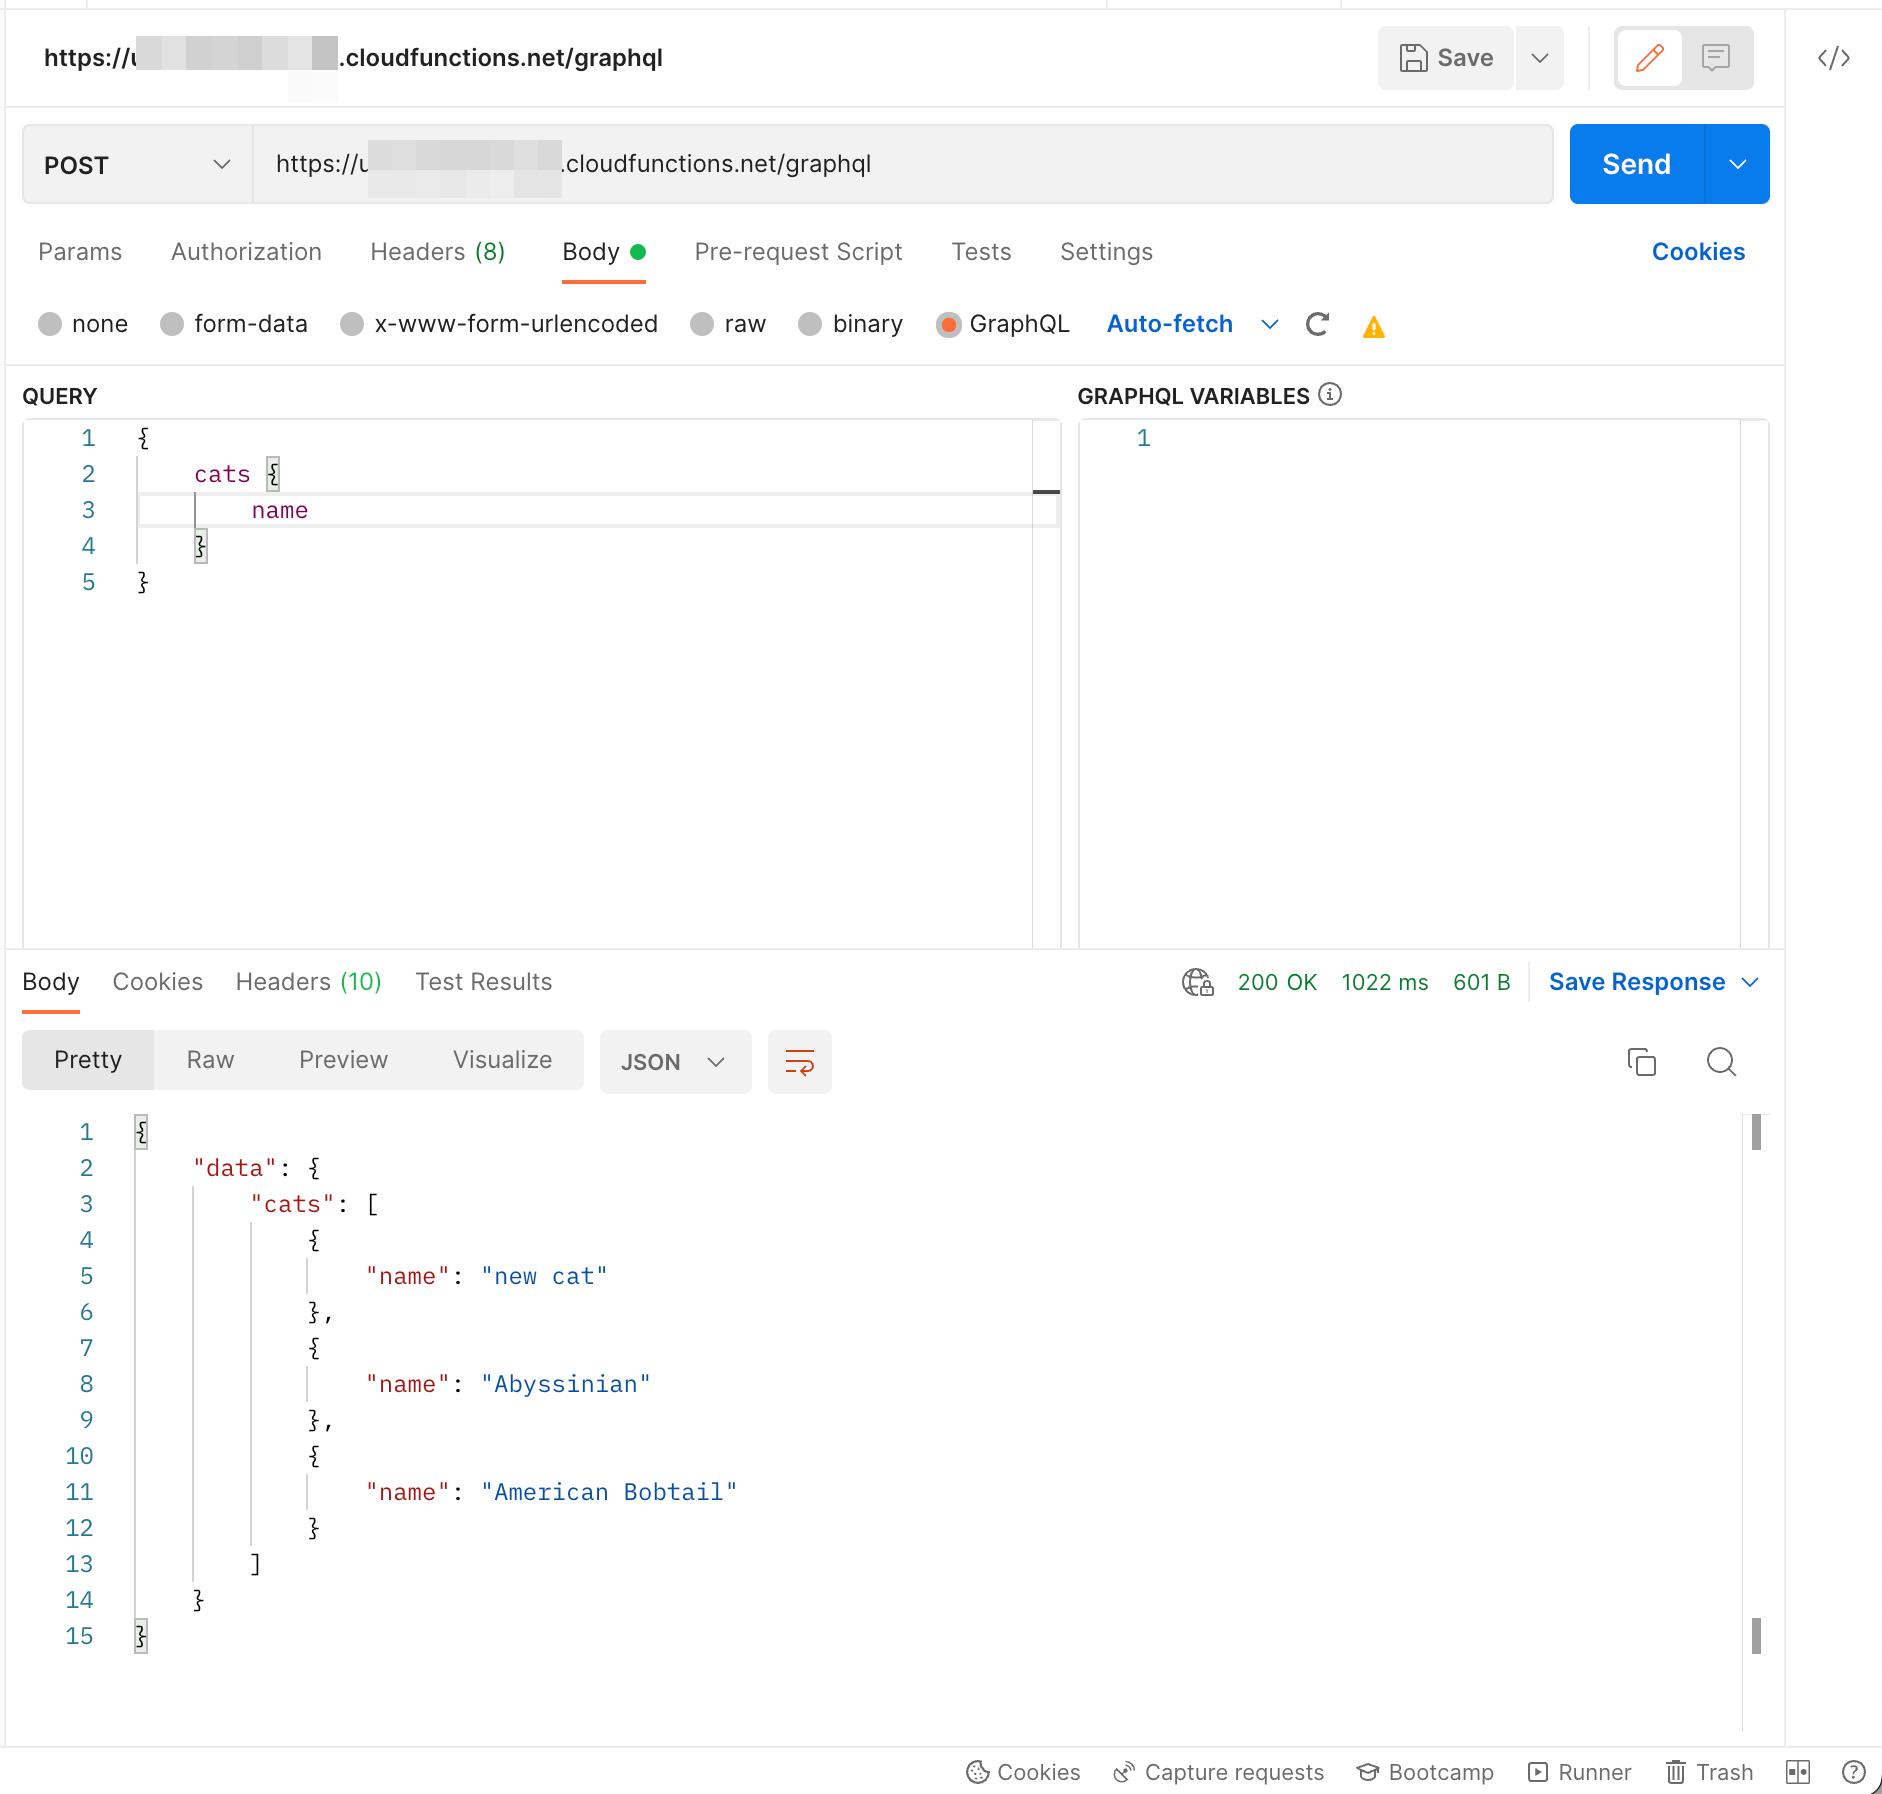 https://u .cloudfunctions.net/graphql
Save
POST
https://u .cloudfunctions.net/graphql
Send
Params Authorization Headers (8) Body Pre-request Script Tests Settings Cookies
none form-data x-www-form-urlencoded raw binary GraphQL Auto-fetch
QUERY
GRAPHQL VARIABLES
1 {
2 cats {
3 name
4 }
5 }
1
Body Cookies Headers (10) Test Results 200 OK 1022 ms 601 B Save Response
Pretty Raw Preview Visualize JSON
1 {
2 "data": {
3 "cats": [
4 {
5 "name": "new cat"
6 },
7 {
8 "name": "Abyssinian"
9 },
10 {
11 "name": "American Bobtail"
12 }
13 ]
14 }
15 }
Cookies Capture requests Bootcamp Runner Trash